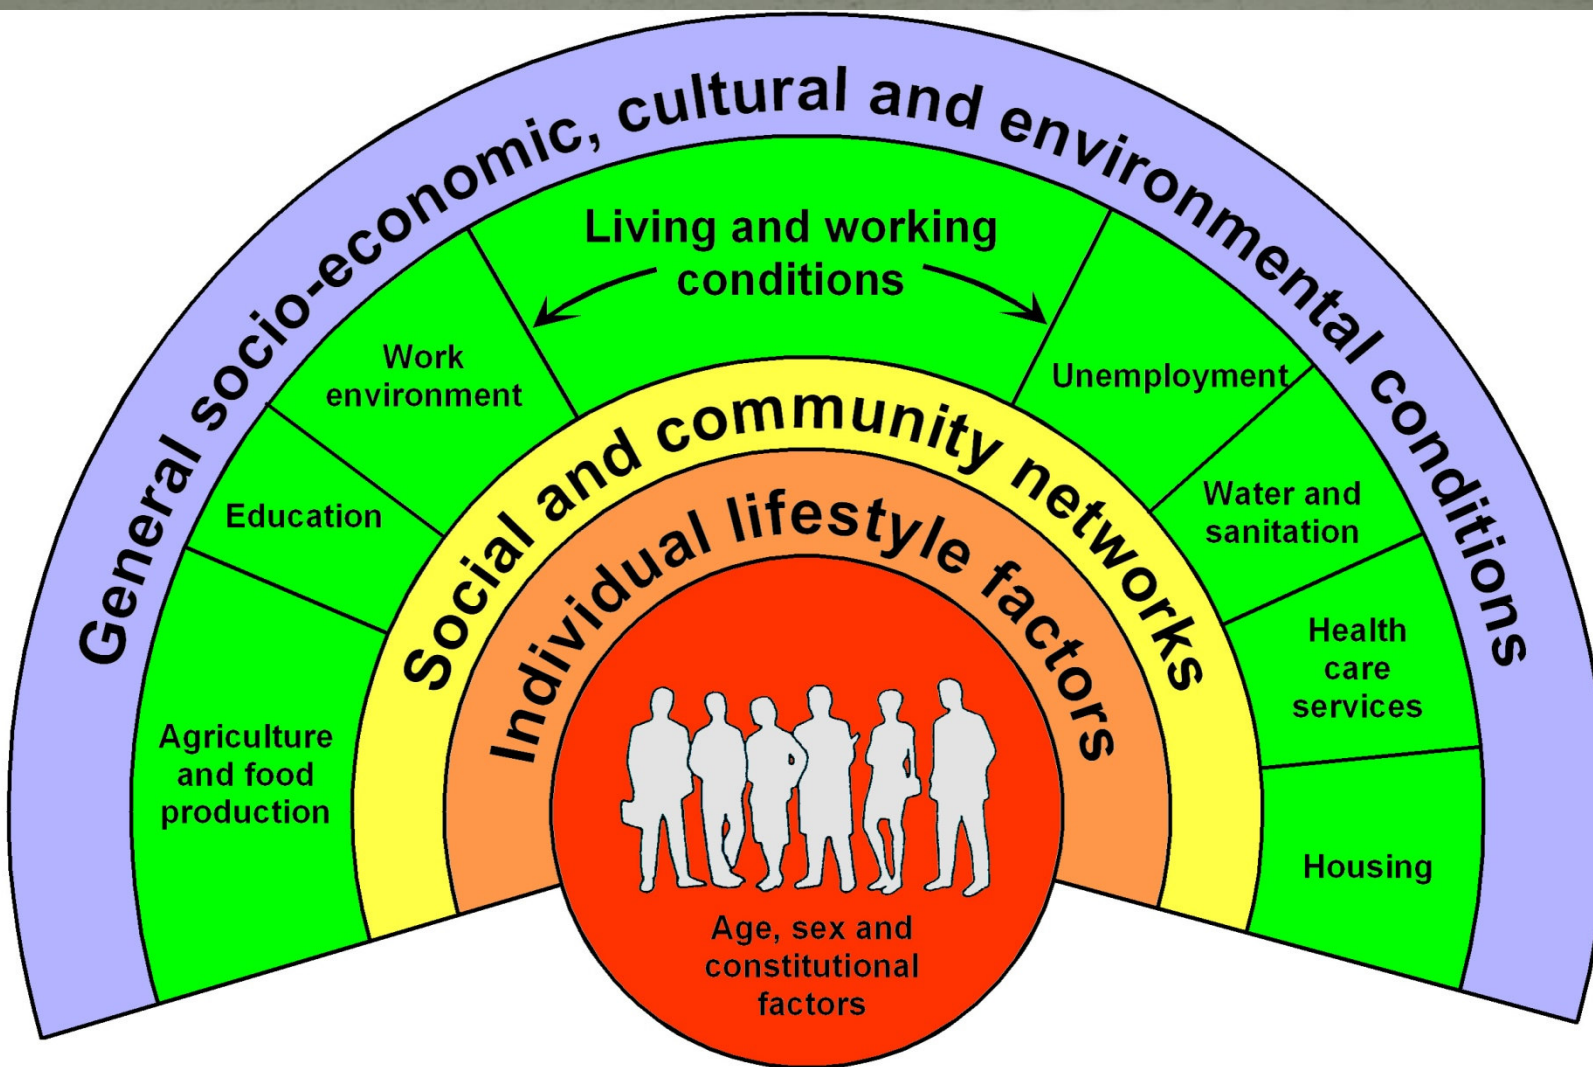 General socio-economic, cultural and environmental conditions
Living and working
conditions
Work
environment
Unemployment
Education
Water and
sanitation
Agriculture
and food
production
Health
care
services
Housing
Social and community networks
Individual lifestyle factors
Age, sex and
constitutional
factors